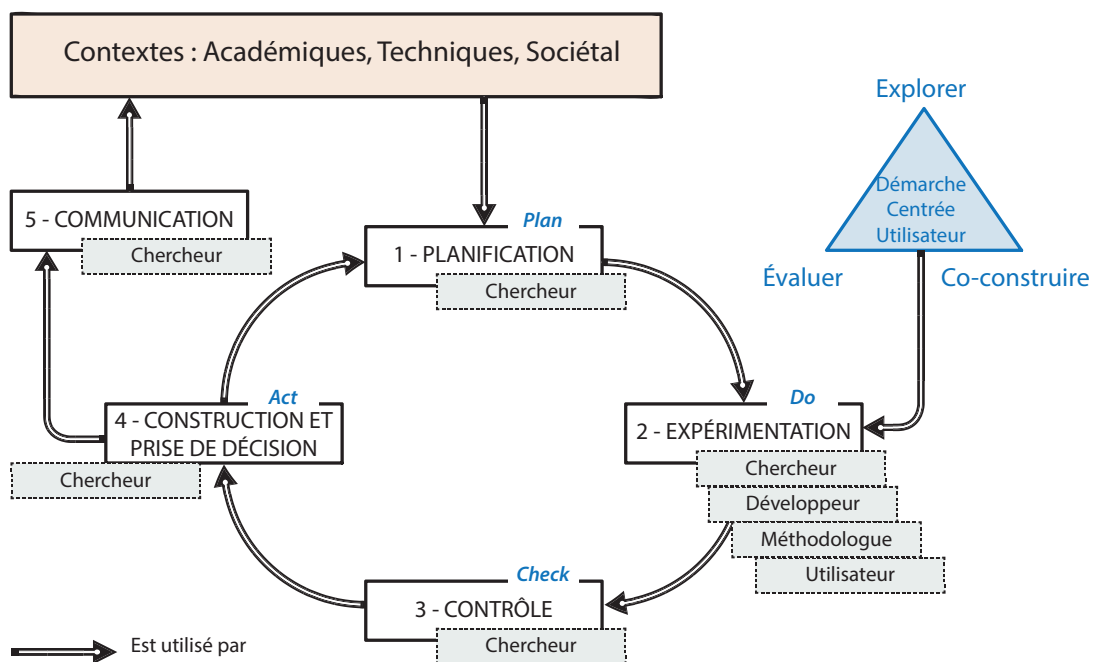 Contextes : Académiques, Techniques, Sociétal
Explorer
Démarche
Centrée
Utilisateur
Évaluer
Co-construire
5 - COMMUNICATION
Chercheur
Plan
1 - PLANIFICATION
Chercheur
Act
4 - CONSTRUCTION ET
PRISE DE DÉCISION
Chercheur
Do
2 - EXPÉRIMENTATION
Chercheur
Développeur
Méthodologue
Utilisateur
Check
3 - CONTRÔLE
Chercheur
Est utilisé par